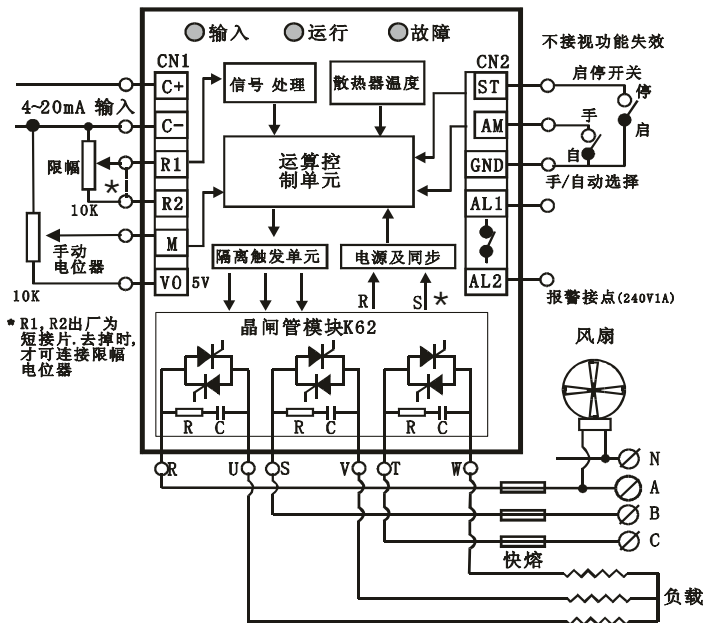 输入 运行 故障
CN1
CN2
不接视功能失效
C+
信号 处理
散热器温度
ST
启停开关
停
启
4~20mA 输入
C-
运算控
制单元
AM
手
自
限幅
R1
GND
手/自动选择
*
10K
R2
AL1
手动
电位器
M
隔离触发单元
电源及同步
VO
5V
R
S
*
AL2
报警接点(240V1A)
10K
* R1,R2出厂为
短接片.去掉时,
才可连接限幅
电位器
晶闸管模块K62
风扇
R C
R C
R C
R U S V T W
N
A
B
C
快熔
负载